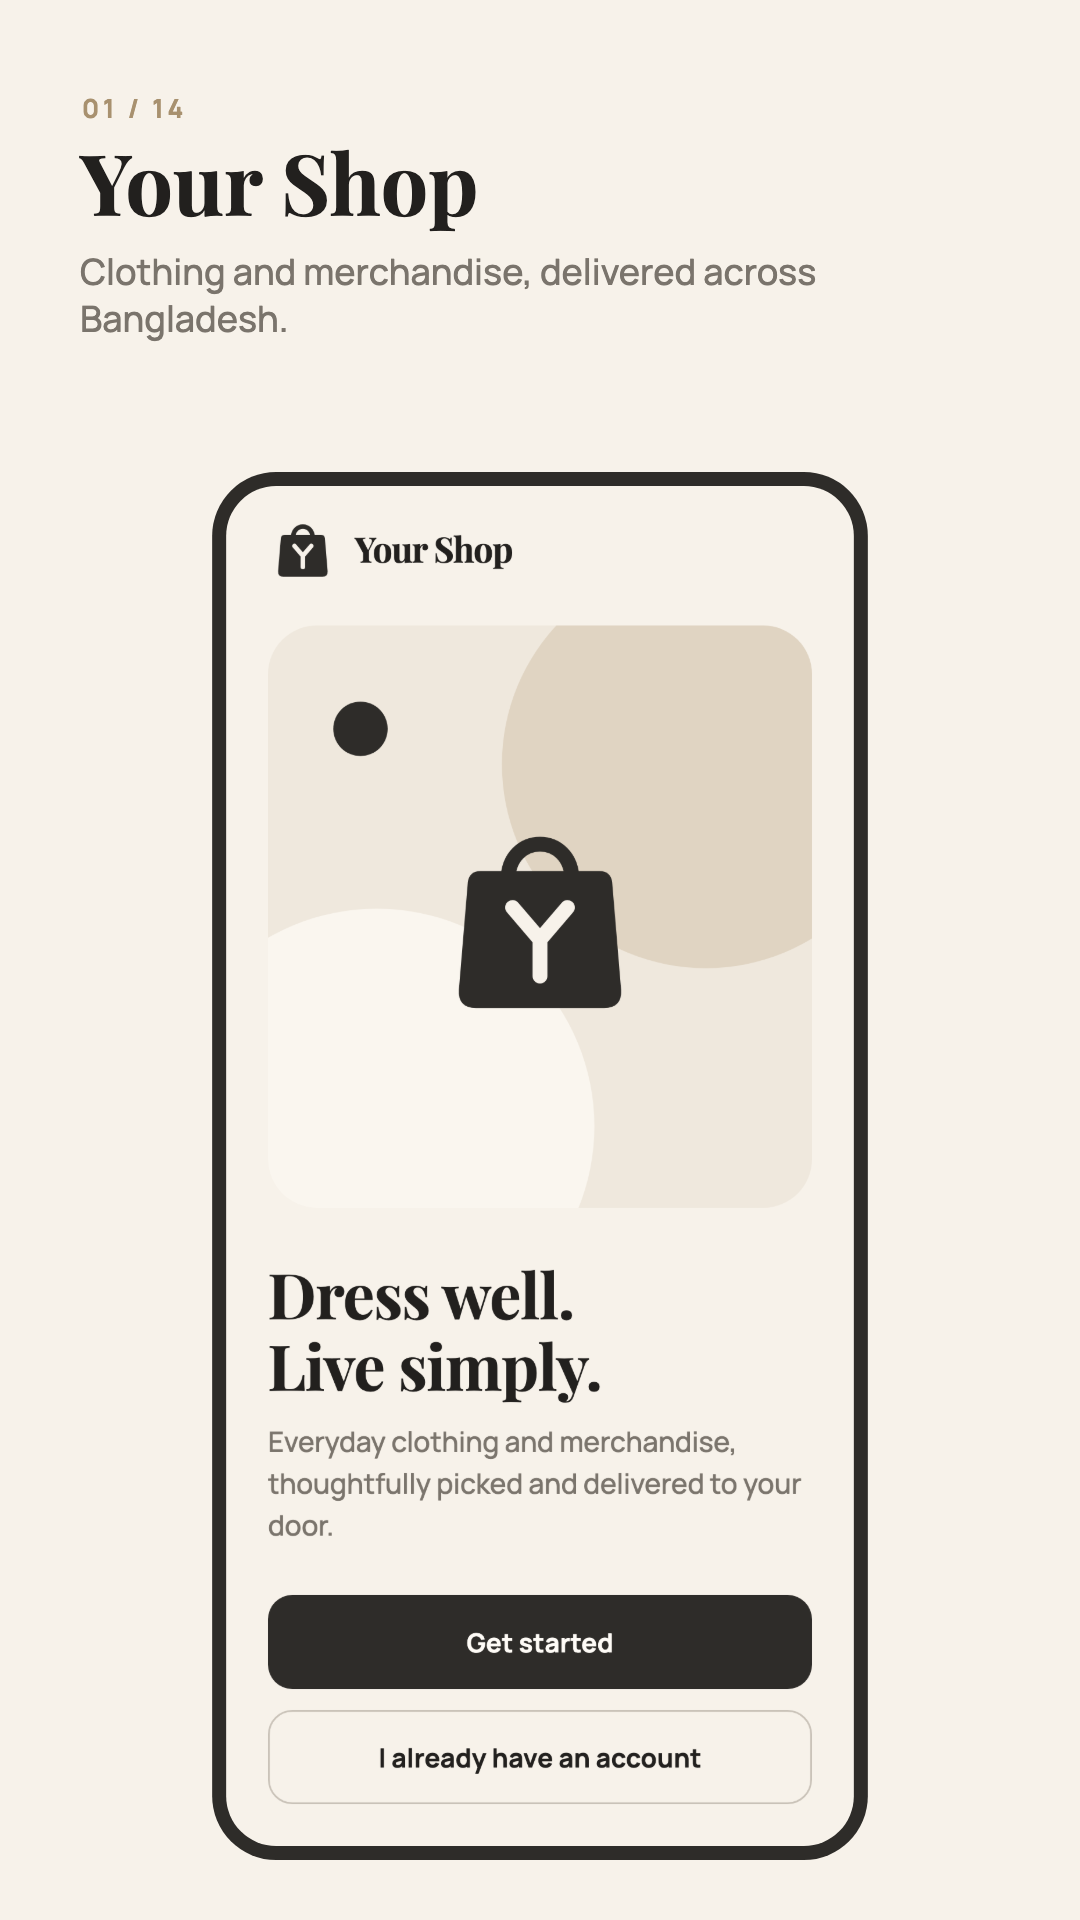 01 / 14
Your Shop
Clothing and merchandise, delivered across
Bangladesh.
Y
Your Shop
Y
Dress well.
Live simply.
Everyday clothing and merchandise,
thoughtfully picked and delivered to your
door.
Get started
I already have an account